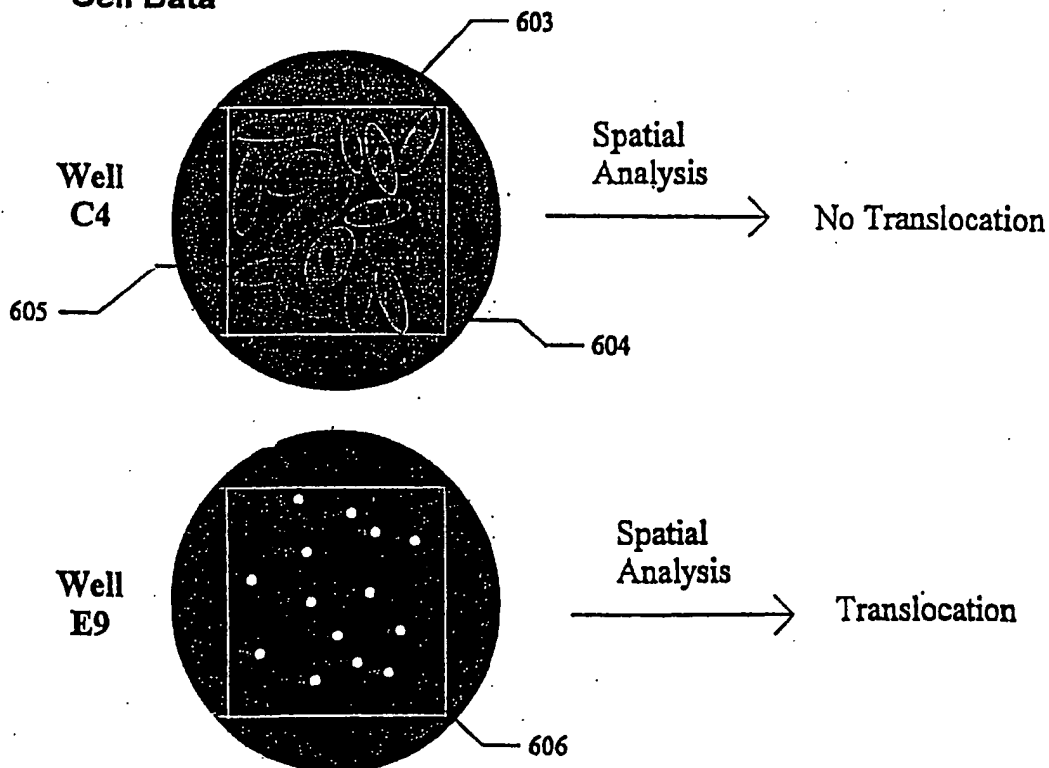 Cell Data
603
Well
C4
Spatial
Analysis
No Translocation
605
604
Well
E9
Spatial
Analysis
Translocation
606